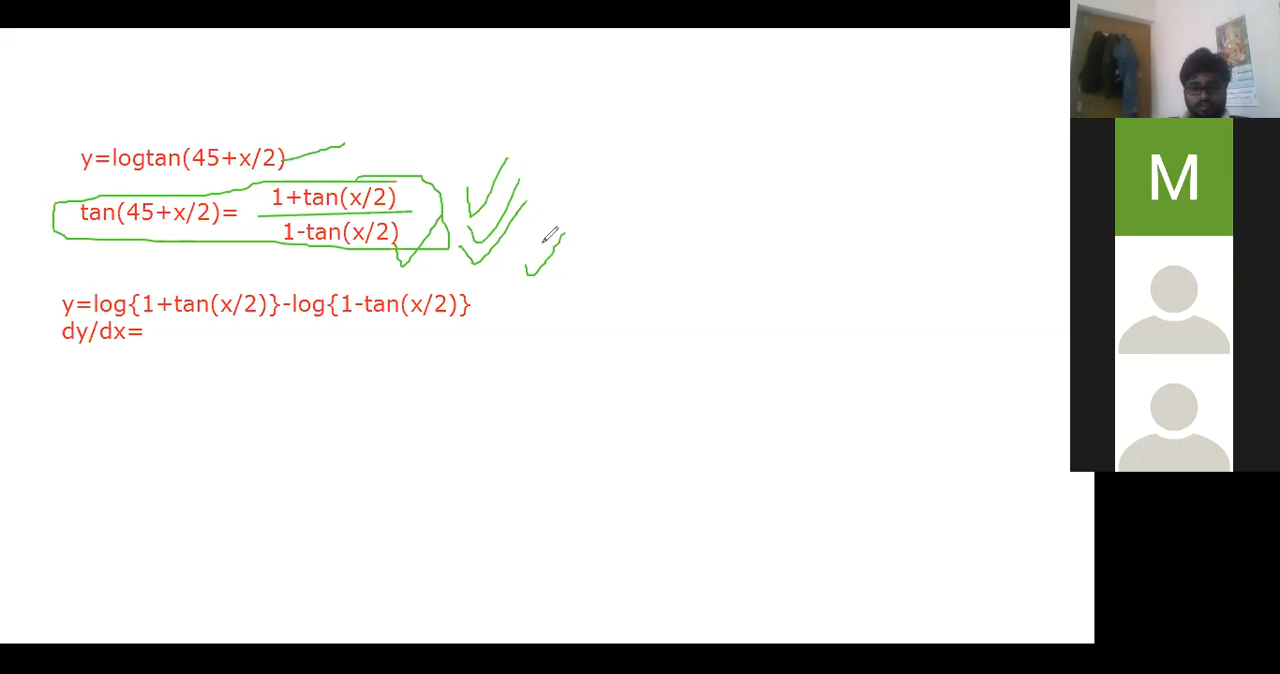 y=logtan(45+x/2)
1+tan(x/2)
tan(45+x/2)=
1-tan(x/2)
y=log{1+tan(x/2)}-log{1-tan(x/2)}
dy/dx=
M